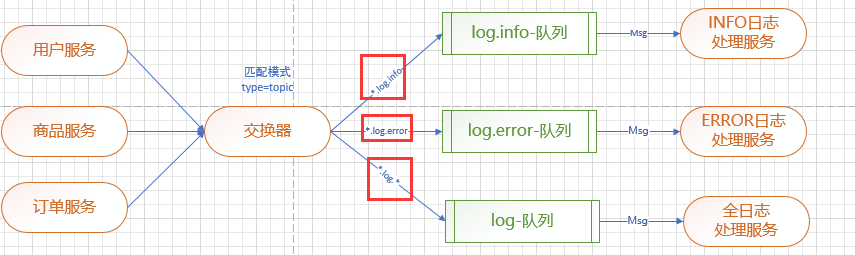 用户服务
商品服务
订单服务
匹配模式
type=topic
交换器
*.log.info
*.log.error
*.log.*
log.info-队列
log.error-队列
log-队列
Msg
Msg
Msg
INFO日志
处理服务
ERROR日志
处理服务
全日志
处理服务